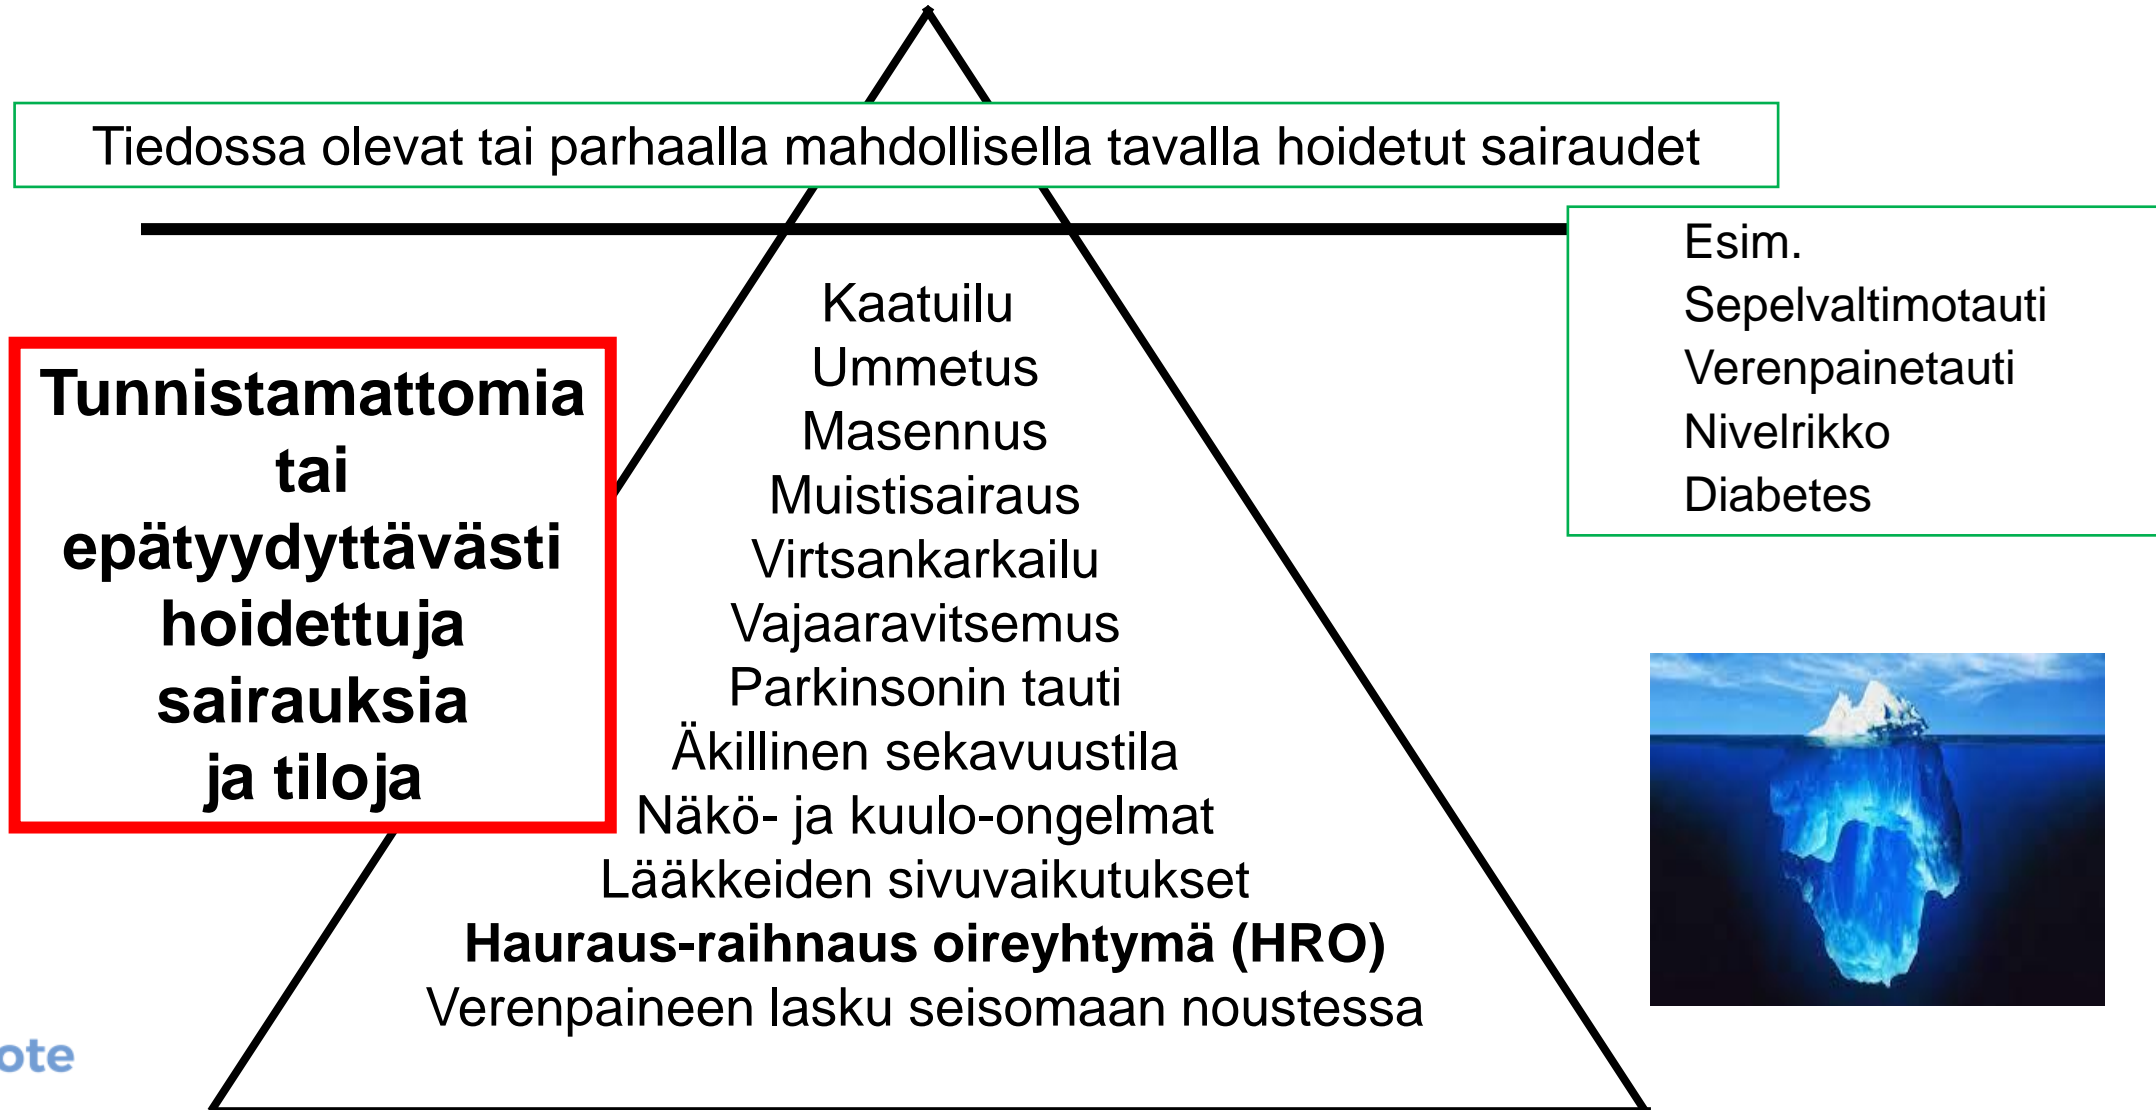 Tiedossa olevat tai parhaalla mahdollisella tavalla hoidetut sairaudet
Esim.
Sepelvaltimotauti
Verenpainetauti
Nivelrikko
Diabetes
Tunnistamattomia
tai
epätyydyttävästi
hoidettuja
sairauksia
ja tiloja
Kaatuilu
Ummetus
Masennus
Muistisairaus
Virtsankarkailu
Vajaaravitsemus
Parkinsonin tauti
Äkillinen sekavuustila
Näkö- ja kuulo-ongelmat
Lääkkeiden sivuvaikutukset
Hauraus-raihnaus oireyhtymä (HRO)
Verenpaineen lasku seisomaan noustessa
ote